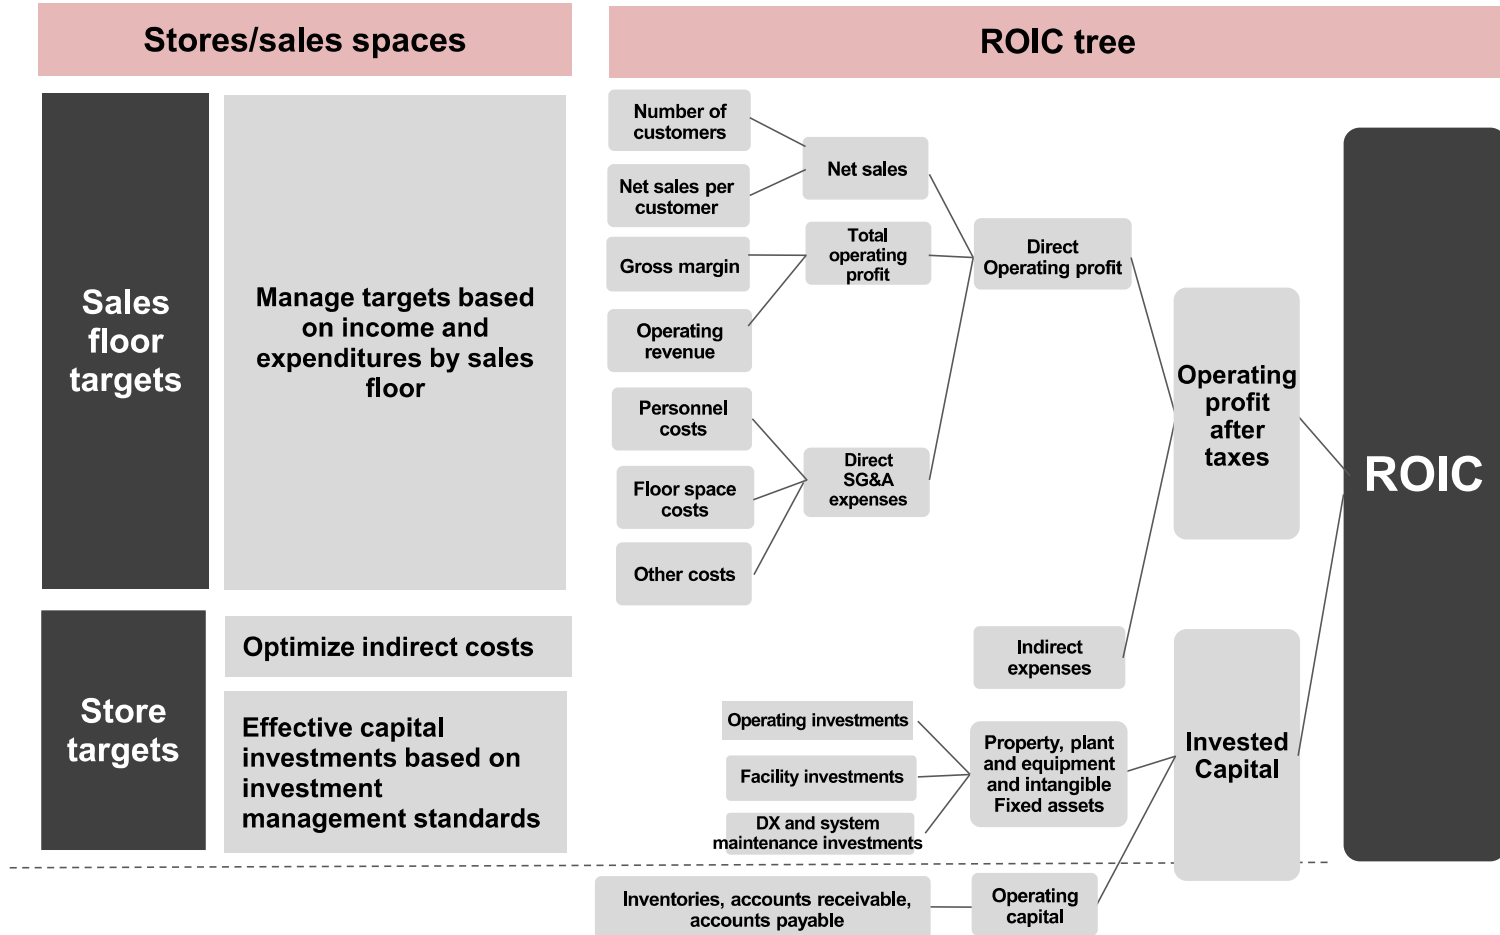 Stores/sales spaces
ROIC tree
Sales
floor
targets
Manage targets based
on income and
expenditures by sales
floor
Store
targets
Optimize indirect costs
Effective capital
investments based on
investment
management standards
Number of
customers
Net sales per
customer
Gross margin
Operating
revenue
Personnel
costs
Floor space
costs
Other costs
Net sales
Total
operating
profit
Direct
SG&A
expenses
Direct
Operating profit
Indirect
expenses
Operating investments
Facility investments
DX and system
maintenance investments
Property, plant
and equipment
and intangible
Fixed assets
Inventories, accounts receivable,
accounts payable
Operating
capital
Operating
profit
after
taxes
Invested
Capital
ROIC